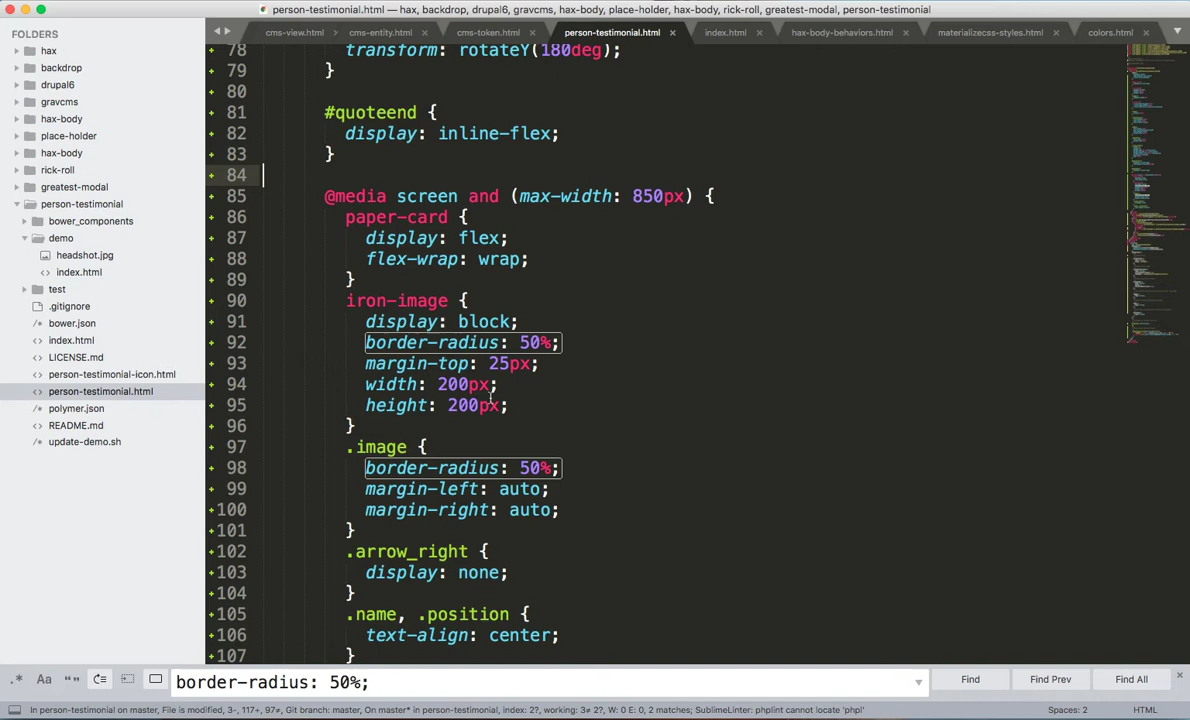 person-testimonial.html — hax, backdrop, drupal6, gravcms, hax-body, place-holder, hax-body, rick-roll, greatest-modal, person-testimonial
FOLDERS
hax
backdrop
drupal6
gravcms
hax-body
place-holder
hax-body
rick-roll
greatest-modal
person-testimonial
bower_components
demo
headshot.jpg
<> index.html
test
.gitignore
bower.json
<> index.html
LICENSE.md
<> person-testimonial-icon.html
<> person-testimonial.html
polymer.json
README.md
update-demo.sh
cms-view.html × cms-entity.html × cms-token.html × person-testimonial.html × index.html × hax-body-behaviors.html × materializecss-styles.html × colors.html ×
78 transform: rotateY(180deg);
79 }
80
81 #quoteend {
82 display: inline-flex;
83 }
84
85 @media screen and (max-width: 850px) {
86 paper-card {
87 display: flex;
88 flex-wrap: wrap;
89 }
90 iron-image {
91 display: block;
92 border-radius: 50%;
93 margin-top: 25px;
94 width: 200px;
95 height: 200px;
96 }
97 .image {
98 border-radius: 50%;
99 margin-left: auto;
100 margin-right: auto;
101 }
102 .arrow_right {
103 display: none;
104 }
105 .name, .position {
106 text-align: center;
107 }
.* Aa “” border-radius: 50%; Find Find Prev Find All ×
In person-testimonial on master, File is modified, 3-, 117+, 97≠, Git branch: master, On master* in person-testimonial, index: 2?, working: 3≠ 2?, W: 0 E: 0, 2 matches; SublimeLinter: phplint cannot locate 'phpl' Spaces: 2 HTML